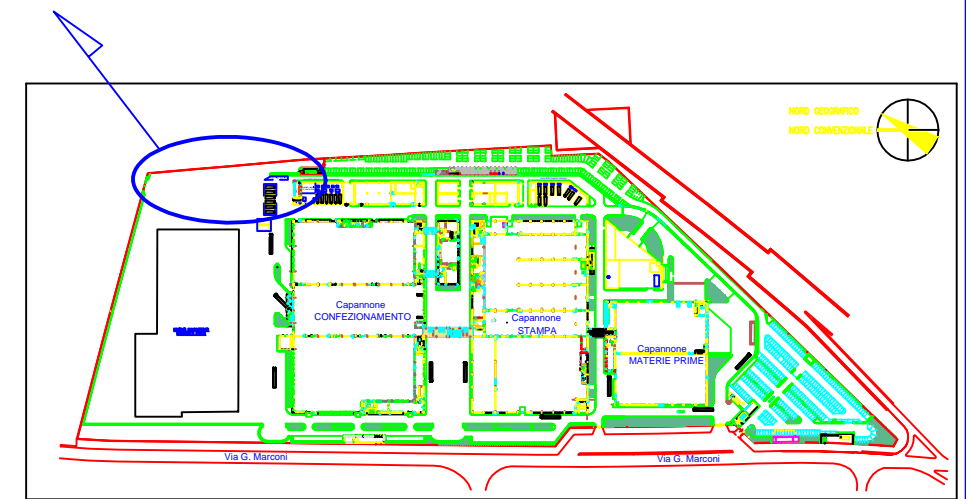 NORD GEOGRAFICO
NORD CONVENZIONALE
Capannone
CONFEZIONAMENTO
Capannone
STAMPA
Capannone
MATERIE PRIME
Via G. Marconi
Via G. Marconi